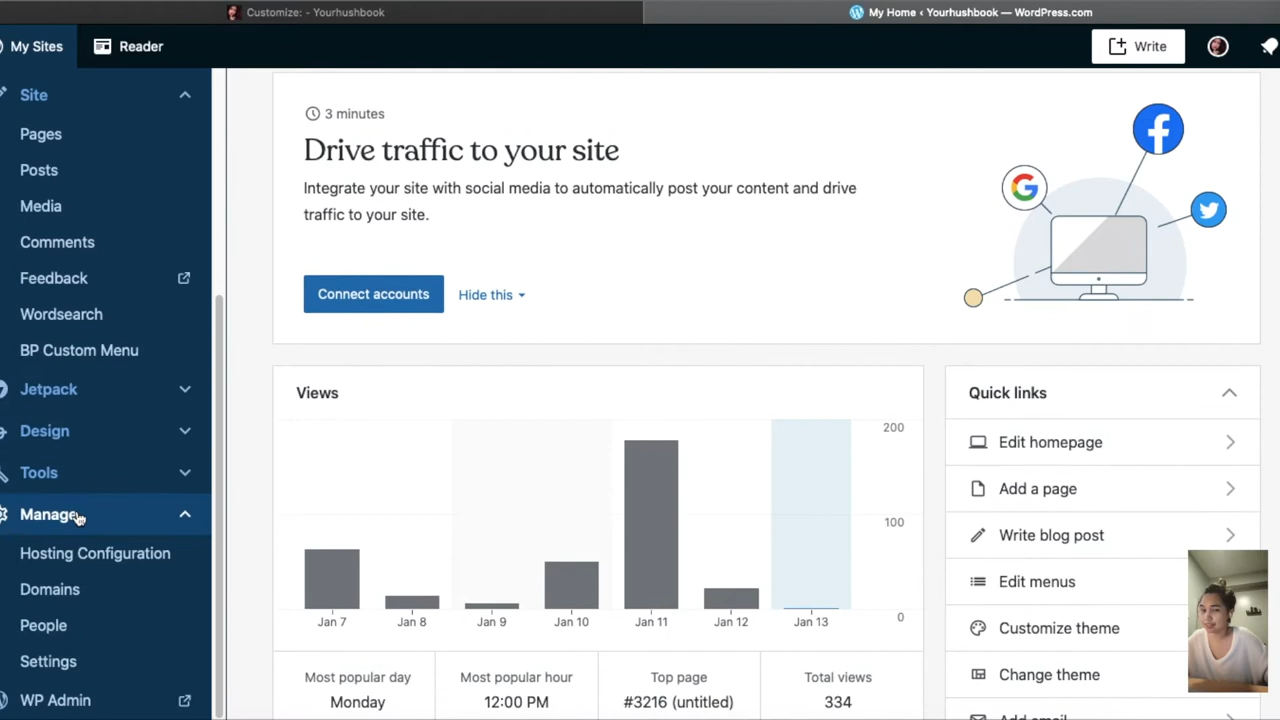 Customize: - Yourhushbook
My Home ‹ Yourhushbook — WordPress.com
My Sites
Reader
Write
Site
Pages
Posts
Media
Comments
Feedback
Wordsearch
BP Custom Menu
Jetpack
Design
Tools
Manage
Hosting Configuration
Domains
People
Settings
WP Admin
3 minutes
Drive traffic to your site
Integrate your site with social media to automatically post your content and drive
traffic to your site.
Connect accounts
Hide this
Views
200
100
0
Jan 7
Jan 8
Jan 9
Jan 10
Jan 11
Jan 12
Jan 13
Most popular day
Monday
Most popular hour
12:00 PM
Top page
#3216 (untitled)
Total views
334
Quick links
Edit homepage
Add a page
Write blog post
Edit menus
Customize theme
Change theme
Add email